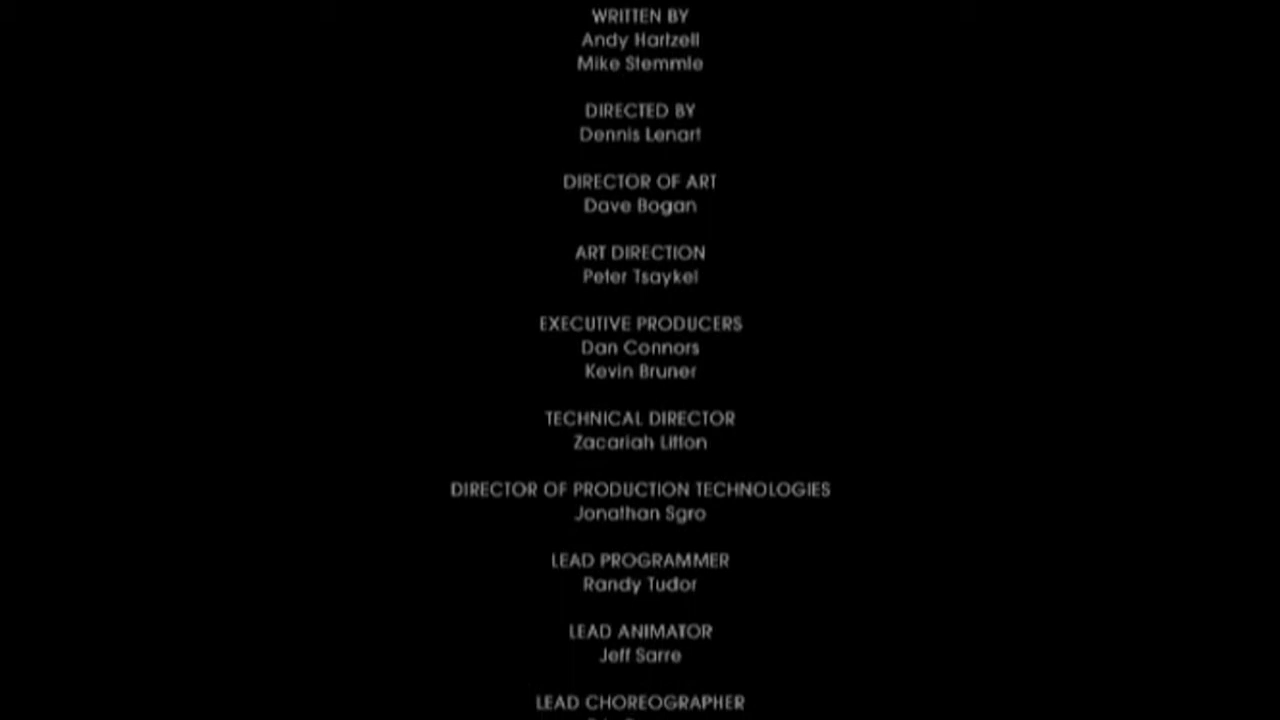 WRITTEN BY
Andy Hartzell
Mike Stemmle
DIRECTED BY
Dennis Lenart
DIRECTOR OF ART
Dave Bogan
ART DIRECTION
Peter Tsaykel
EXECUTIVE PRODUCERS
Dan Connors
Kevin Bruner
TECHNICAL DIRECTOR
Zacariah Litton
DIRECTOR OF PRODUCTION TECHNOLOGIES
Jonathan Sgro
LEAD PROGRAMMER
Randy Tudor
LEAD ANIMATOR
Jeff Sarre
LEAD CHOREOGRAPHER